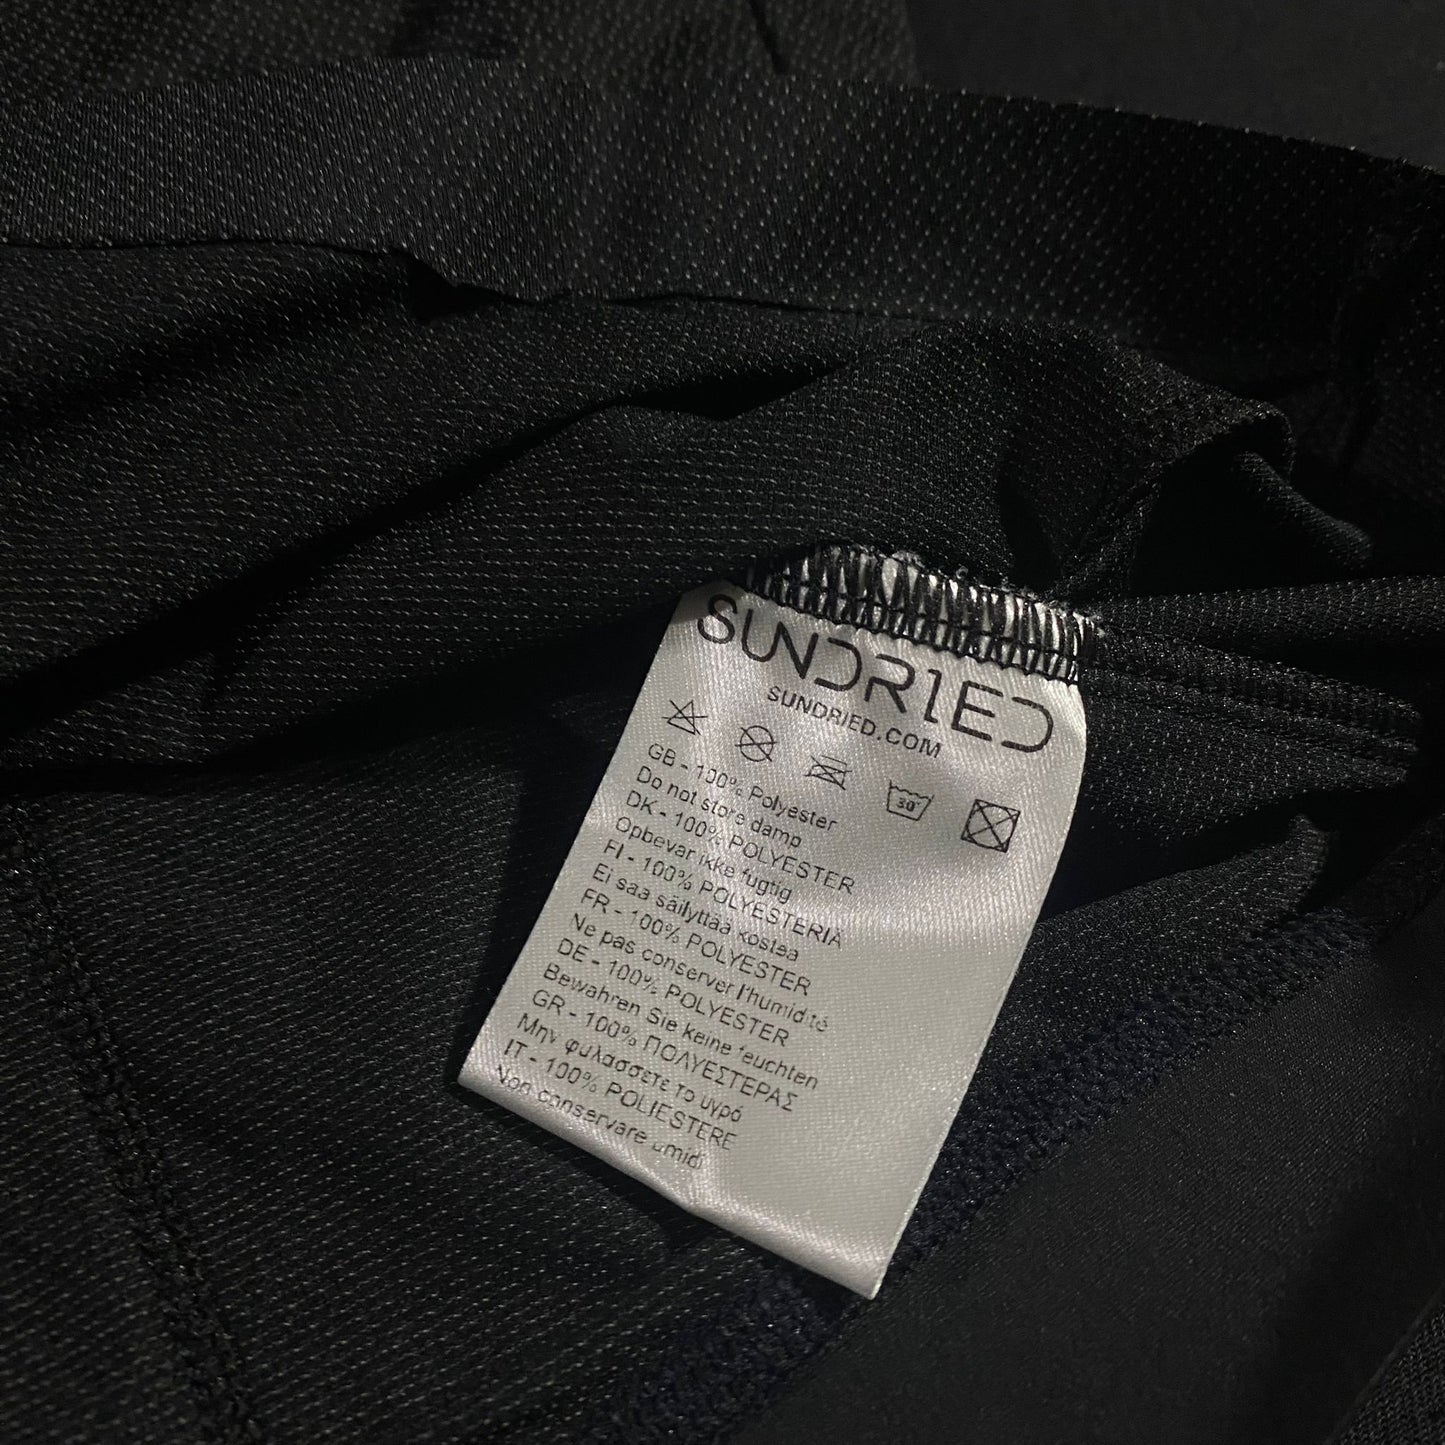 SUNDRIED
SUNDRIED.COM
30°
GB - 100% Polyester
Do not store damp
DK - 100% POLYESTER
Opbevar ikke fugtig
FI - 100% POLYESTERIA
Ei saa säilyttää kostea
FR - 100% POLYESTER
Ne pas conserver l'humidité
DE - 100% POLYESTER
Bewahren Sie keine feuchten
GR - 100% ΠΟΛΥΕΣΤΕΡΑΣ
Μην φυλάσσετε το υγρό
IT - 100% POLIESTERE
Non conservare umidi